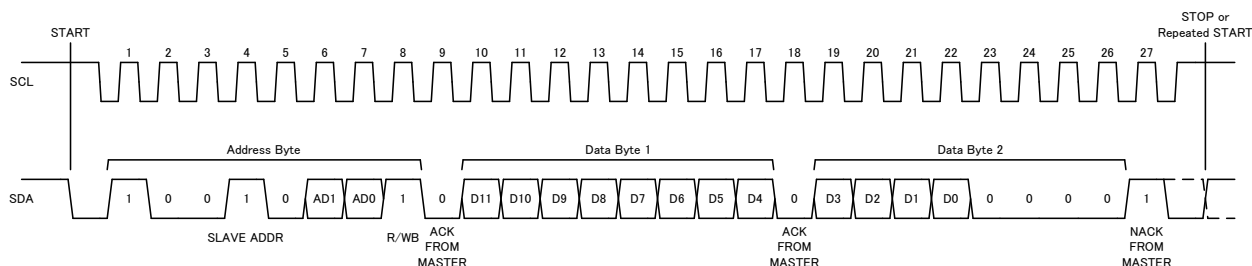 START
STOP or
Repeated START
1 2 3 4 5 6 7 8 9 10 11 12 13 14 15 16 17 18 19 20 21 22 23 24 25 26 27
SCL
Address Byte Data Byte 1 Data Byte 2
SDA 1 0 0 1 0 AD1 AD0 1 0 D11 D10 D9 D8 D7 D6 D5 D4 0 D3 D2 D1 D0 0 0 0 0 1
SLAVE ADDR R/WB
ACK
FROM
MASTER
ACK
FROM
MASTER
NACK
FROM
MASTER